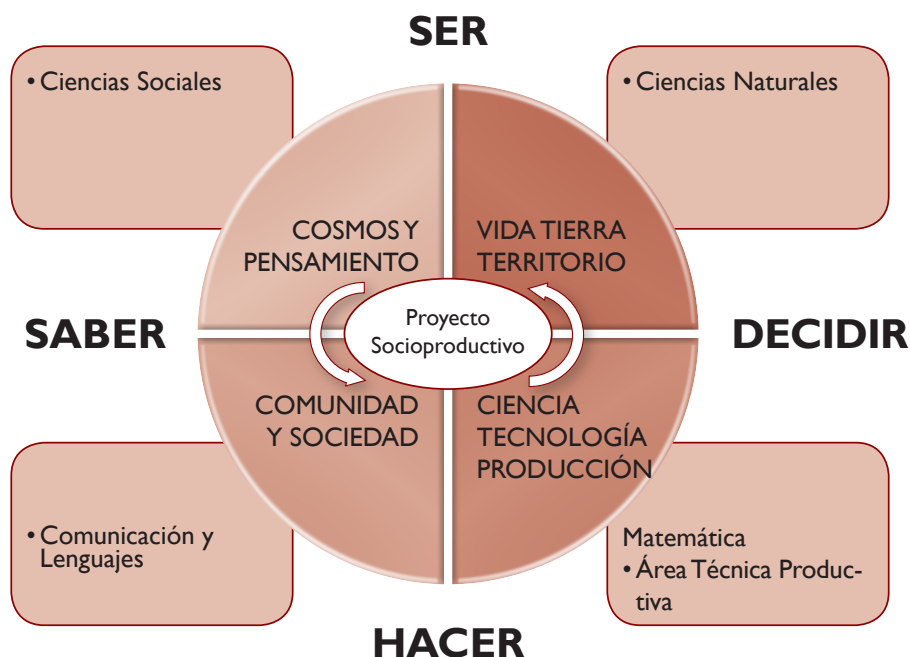 SER
• Ciencias Sociales
• Ciencias Naturales
COSMOS Y
PENSAMIENTO
VIDA TIERRA
TERRITORIO
SABER
Proyecto
Socioproductivo
DECIDIR
COMUNIDAD
Y SOCIEDAD
CIENCIA
TECNOLOGÍA
PRODUCCIÓN
• Comunicación y
Lenguajes
Matemática
• Área Técnica Produc-
tiva
HACER